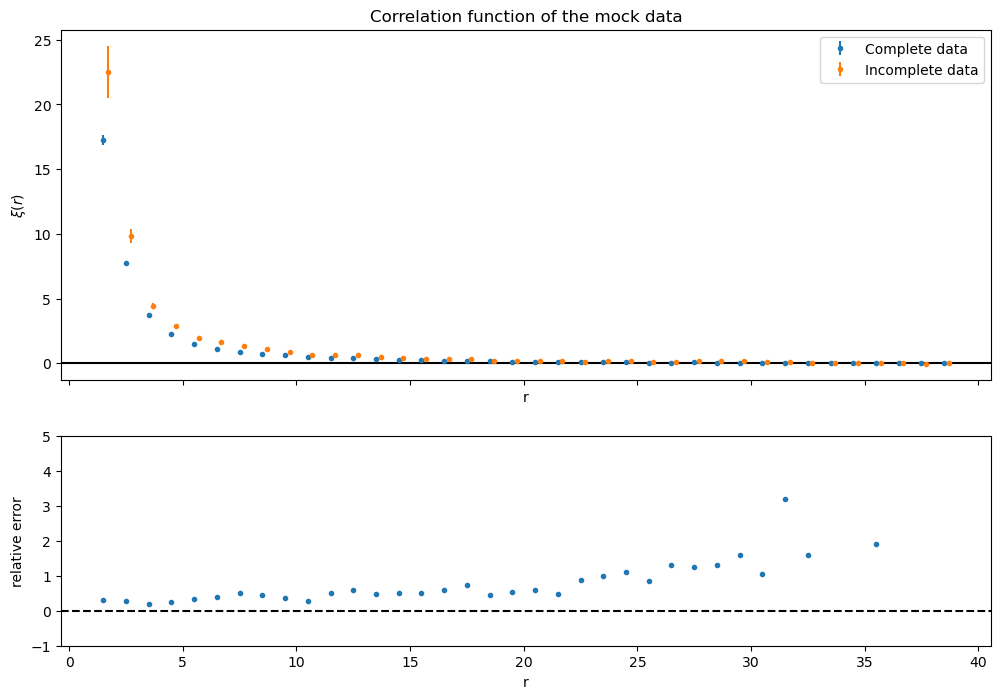 Correlation function of the mock data
25
20
15
10
5
0
ξ(r)
Complete data
Incomplete data
r
5
4
3
2
1
0
−1
relative error
0 5 10 15 20 25 30 35 40
r